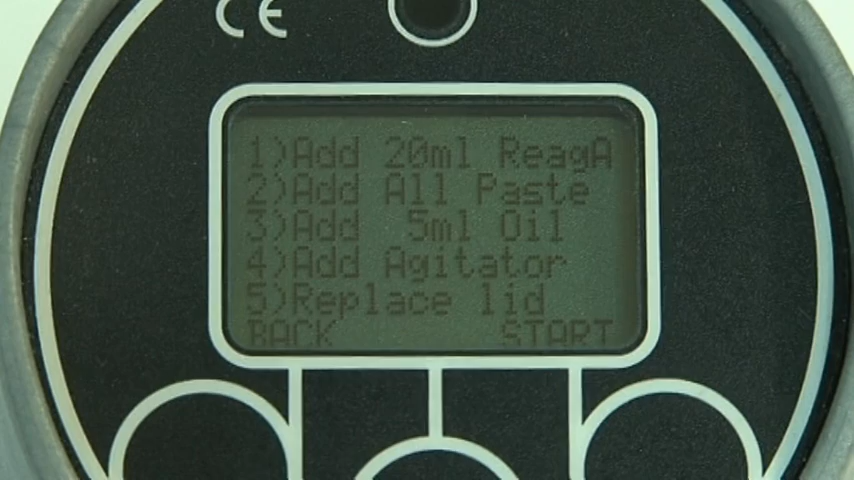 CE
1)Add 20ml ReagA
2)Add All Paste
3)Add  5ml Oil
4)Add Agitator
5)Replace lid
BACK START